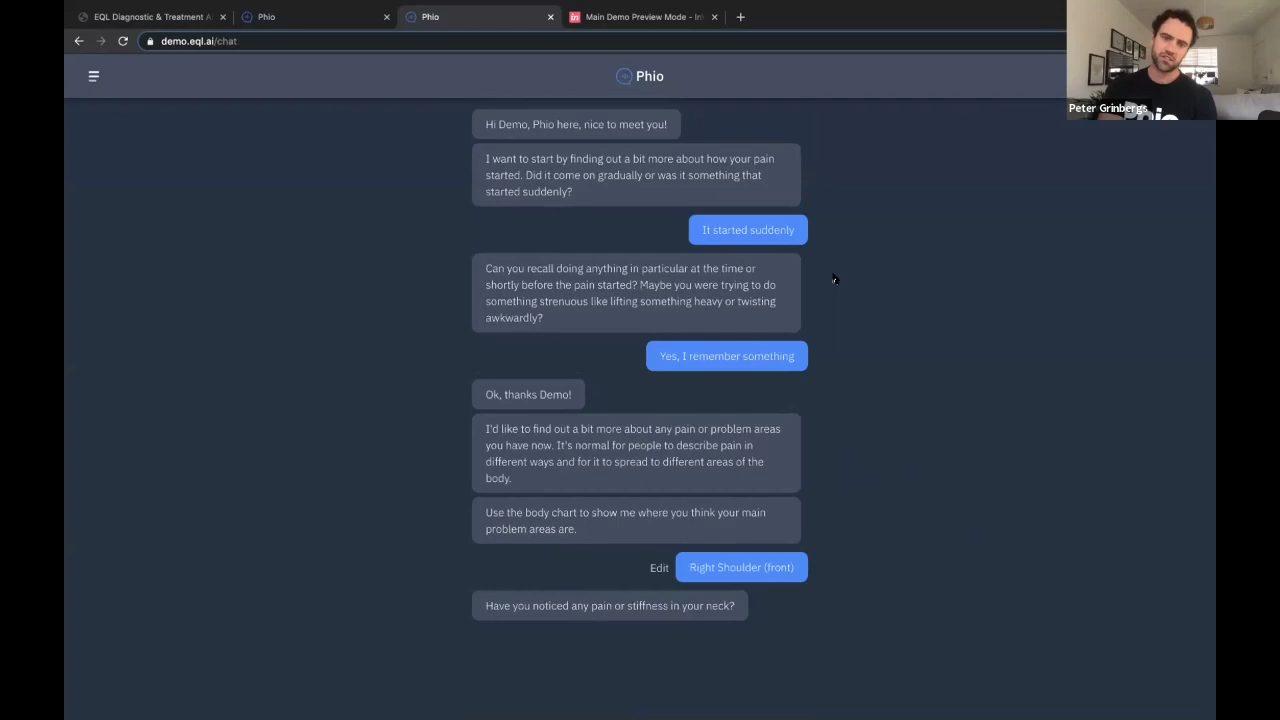 EQL Diagnostic & Treatment A
Phio
Phio
Main Demo Preview Mode - In
demo.eql.ai/chat
Phio
Peter Grinbergs
Phio
Hi Demo, Phio here, nice to meet you!
I want to start by finding out a bit more about how your pain
started. Did it come on gradually or was it something that
started suddenly?
It started suddenly
Can you recall doing anything in particular at the time or
shortly before the pain started? Maybe you were trying to do
something strenuous like lifting something heavy or twisting
awkwardly?
Yes, I remember something
Ok, thanks Demo!
I'd like to find out a bit more about any pain or problem areas
you have now. It's normal for people to describe pain in
different ways and for it to spread to different areas of the
body.
Use the body chart to show me where you think your main
problem areas are.
Edit Right Shoulder (front)
Have you noticed any pain or stiffness in your neck?